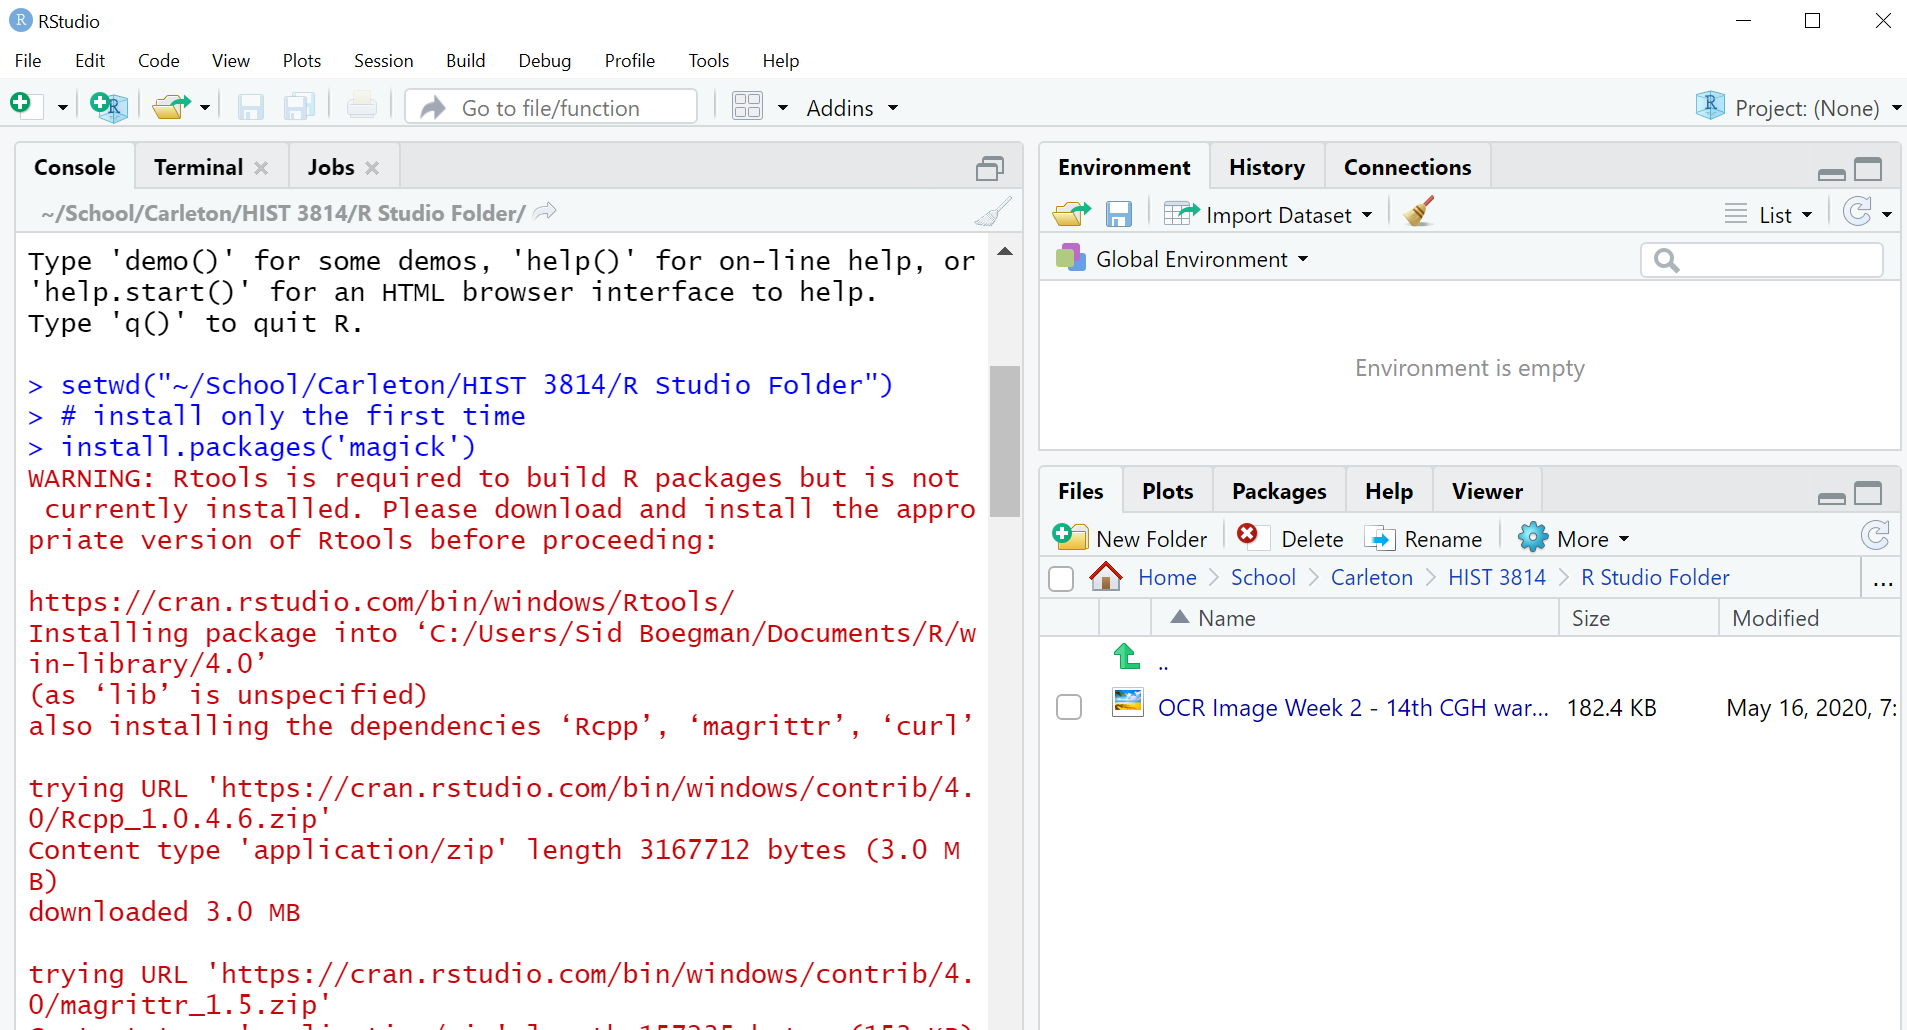 RStudio
File Edit Code View Plots Session Build Debug Profile Tools Help
Go to file/function Addins Project: (None)
Console Terminal Jobs
~/School/Carleton/HIST 3814/R Studio Folder/
Type 'demo()' for some demos, 'help()' for on-line help, or
'help.start()' for an HTML browser interface to help.
Type 'q()' to quit R.
> setwd("~/School/Carleton/HIST 3814/R Studio Folder")
> # install only the first time
> install.packages('magick')
WARNING: Rtools is required to build R packages but is not
currently installed. Please download and install the appro
priate version of Rtools before proceeding:
https://cran.rstudio.com/bin/windows/Rtools/
Installing package into ‘C:/Users/Sid Boegman/Documents/R/w
in-library/4.0’
(as ‘lib’ is unspecified)
also installing the dependencies ‘Rcpp’, ‘magrittr’, ‘curl’
trying URL 'https://cran.rstudio.com/bin/windows/contrib/4.
0/Rcpp_1.0.4.6.zip'
Content type 'application/zip' length 3167712 bytes (3.0 M
B)
downloaded 3.0 MB
trying URL 'https://cran.rstudio.com/bin/windows/contrib/4.
0/magrittr_1.5.zip'
Environment History Connections
Import Dataset List
Global Environment
Environment is empty
Files Plots Packages Help Viewer
New Folder Delete Rename More
Home School Carleton HIST 3814 R Studio Folder ...
Name Size Modified
..
OCR Image Week 2 - 14th CGH war... 182.4 KB May 16, 2020, 7: